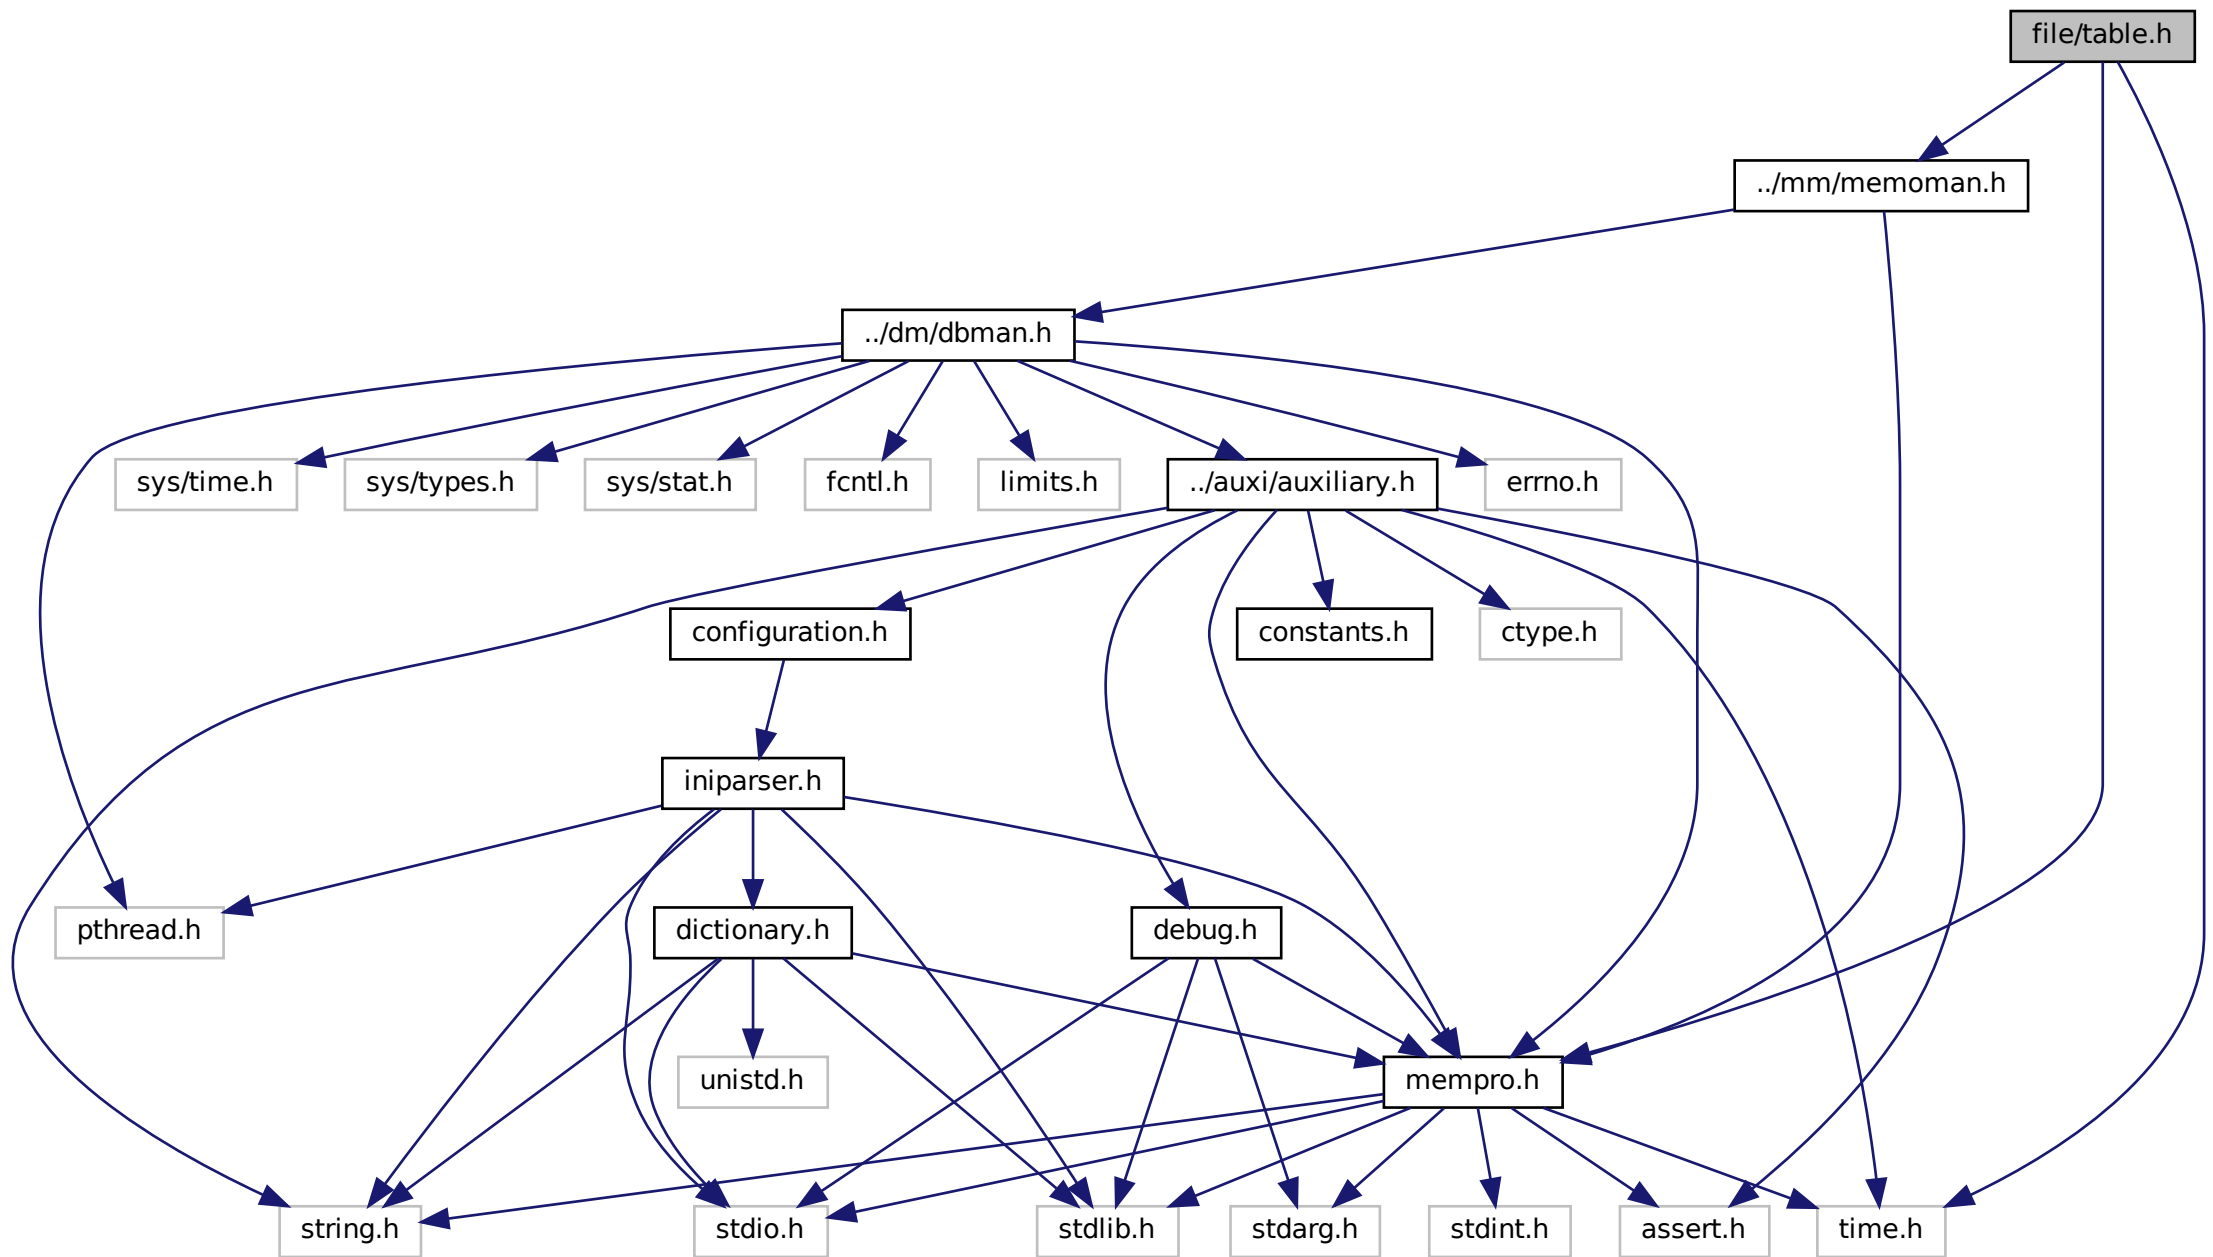 file/table.h
../mm/memoman.h
../dm/dbman.h
sys/time.h
sys/types.h
sys/stat.h
fcntl.h
limits.h
../auxi/auxiliary.h
errno.h
configuration.h
constants.h
ctype.h
iniparser.h
pthread.h
dictionary.h
debug.h
unistd.h
mempro.h
string.h
stdio.h
stdlib.h
stdarg.h
stdint.h
assert.h
time.h